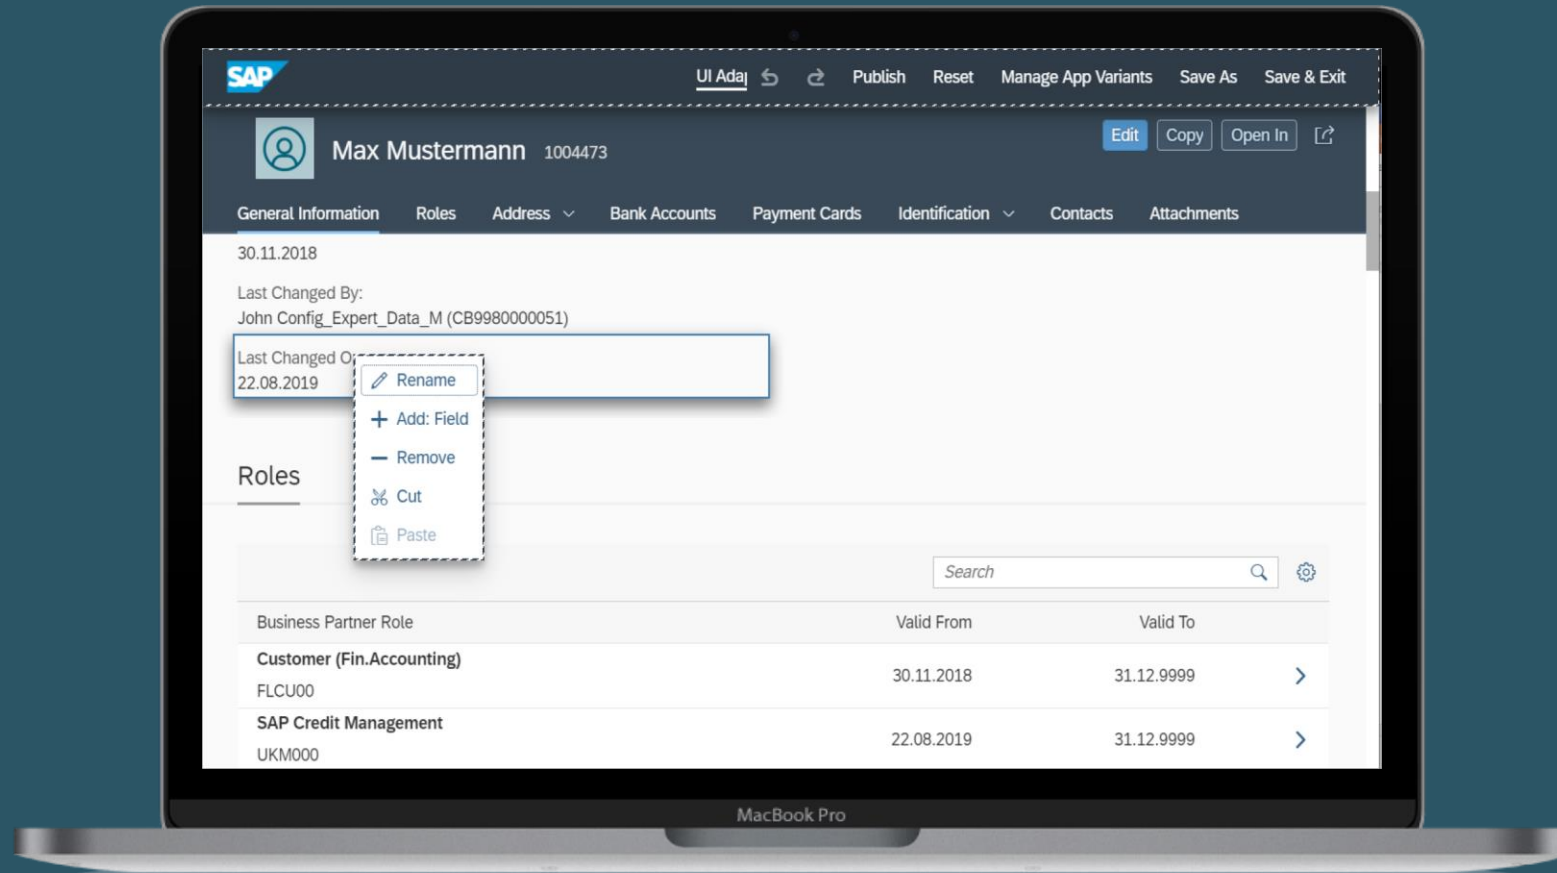 SAP
UI Adap
Publish
Reset
Manage App Variants
Save As
Save & Exit
Max Mustermann 1004473
Edit
Copy
Open In
General Information
Roles
Address
Bank Accounts
Payment Cards
Identification
Contacts
Attachments
30.11.2018
Last Changed By:
John Config_Expert_Data_M (CB9980000051)
Last Changed O
22.08.2019
Rename
Add: Field
Remove
Cut
Paste
Roles
Search
Business Partner Role
Valid From
Valid To
Customer (Fin.Accounting)
FLCU00
30.11.2018
31.12.9999
SAP Credit Management
UKM000
22.08.2019
31.12.9999
MacBook Pro